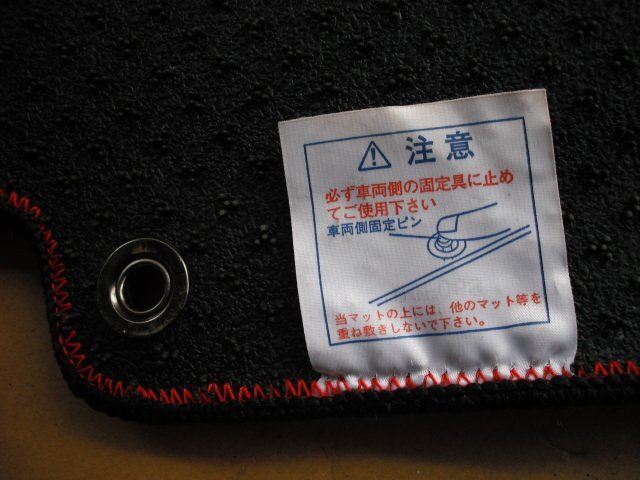 注意
必ず車両側の固定具に止め
てご使用下さい
車両側固定ピン
当マットの上には、他のマット等を
重ね敷きしないで下さい。